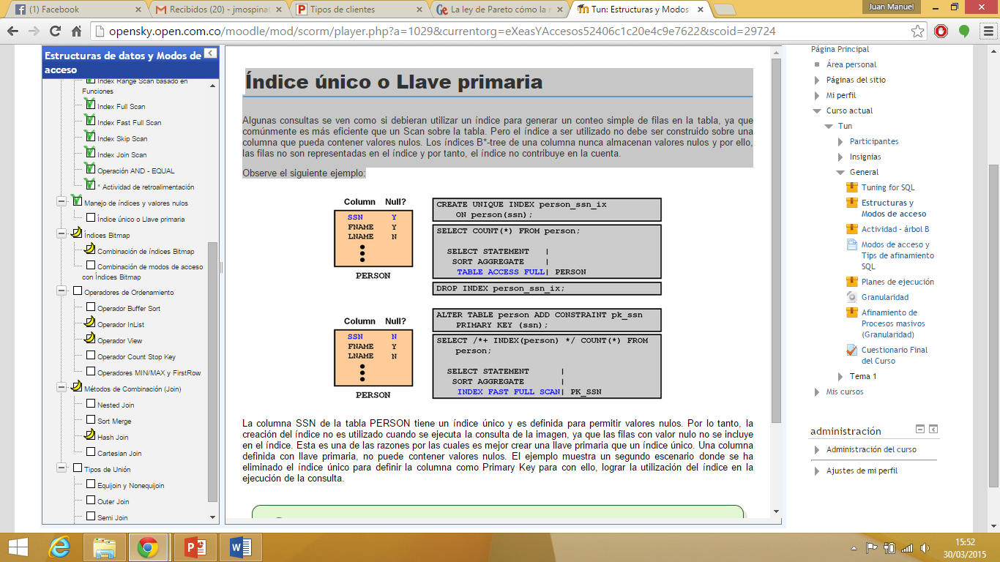 (1) Facebook
Recibidos (20) - jmospina
Tipos de clientes
La ley de Pareto cómo la
Tun: Estructuras y Modos
Juan Manuel
opensky.open.com.co/moodle/mod/scorm/player.php?a=1029&currentorg=eXeasYAccesos52406c1c20e4c9e7622&scoid=29724
Estructuras de datos y Modos de
acceso
Index Range Scan basado en
Funciones
Index Full Scan
Index Fast Full Scan
Index Skip Scan
Index Join Scan
Operación AND - EQUAL
* Actividad de retroalimentación
Manejo de índices y valores nulos
Índice único o Llave primaria
Índices Bitmap
Combinación de índices Bitmap
Combinación de modos de acceso
con Índices Bitmap
Operadores de Ordenamiento
Operador Buffer Sort
Operador InList
Operador View
Operador Count Stop Key
Operadores MIN/MAX y FirstRow
Métodos de Combinación (Join)
Nested Join
Sort Merge
Hash Join
Cartesian Join
Tipos de Unión
Equijoin y Nonequijoin
Outer Join
Semi Join
Índice único o Llave primaria
Algunas consultas se ven como si debieran utilizar un índice para generar un conteo simple de filas en la tabla, ya que
comúnmente es más eficiente que un Scan sobre la tabla. Pero el índice a ser utilizado no debe ser construido sobre una
columna que pueda contener valores nulos. Los índices B*-tree de una columna nunca almacenan valores nulos y por ello,
las filas no son representadas en el índice y por tanto, el índice no contribuye en la cuenta.
Observe el siguiente ejemplo:
Column Null?
SSN Y
FNAME Y
LNAME N
PERSON
CREATE UNIQUE INDEX person_ssn_ix
ON person(ssn);
SELECT COUNT(*) FROM person;
SELECT STATEMENT |
SORT AGGREGATE |
TABLE ACCESS FULL| PERSON
DROP INDEX person_ssn_ix;
Column Null?
SSN N
FNAME Y
LNAME N
PERSON
ALTER TABLE person ADD CONSTRAINT pk_ssn
PRIMARY KEY (ssn);
SELECT /*+ INDEX(person) */ COUNT(*) FROM
person;
SELECT STATEMENT |
SORT AGGREGATE |
INDEX FAST FULL SCAN| PK_SSN
La columna SSN de la tabla PERSON tiene un índice único y es definida para permitir valores nulos. Por lo tanto, la
creación del índice no es utilizado cuando se ejecuta la consulta de la imagen, ya que las filas con valor nulo no se incluye
en el índice. Esta es una de las razones por las cuales es mejor crear una llave primaria que un índice único. Una columna
definida con llave primaria, no puede contener valores nulos. El ejemplo muestra un segundo escenario donde se ha
eliminado el índice único para definir la columna como Primary Key para con ello, lograr la utilización del índice en la
ejecución de la consulta.
Página Principal
Área personal
Páginas del sitio
Mi perfil
Curso actual
Tun
Participantes
Insignias
General
Tuning for SQL
Estructuras y
Modos de acceso
Actividad - árbol B
Modos de acceso y
Tips de afinamiento
SQL
Planes de ejecución
Granularidad
Afinamiento de
Procesos masivos
(Granularidad)
Cuestionario Final
del Curso
Tema 1
Mis cursos
administración
Administración del curso
Ajustes de mi perfil
15:52
30/03/2015